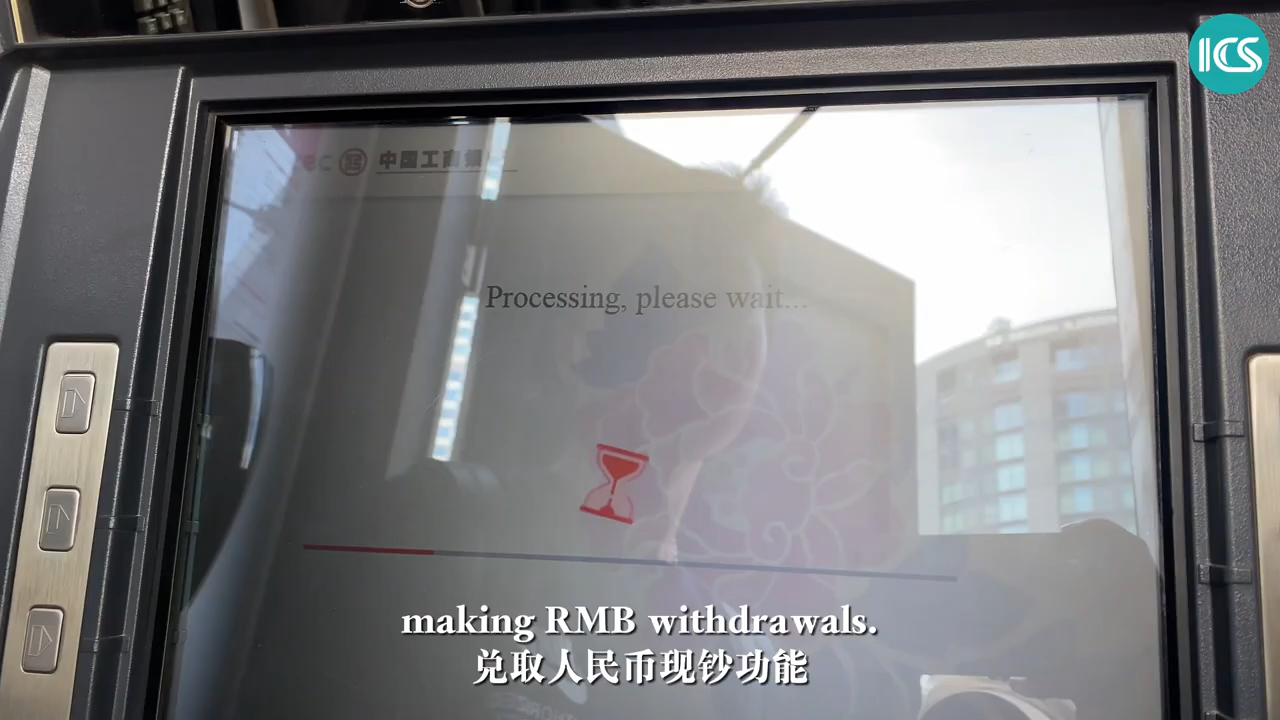 ICS
中国工商银
Processing, please wait...
making RMB withdrawals.
兑取人民币现钞功能